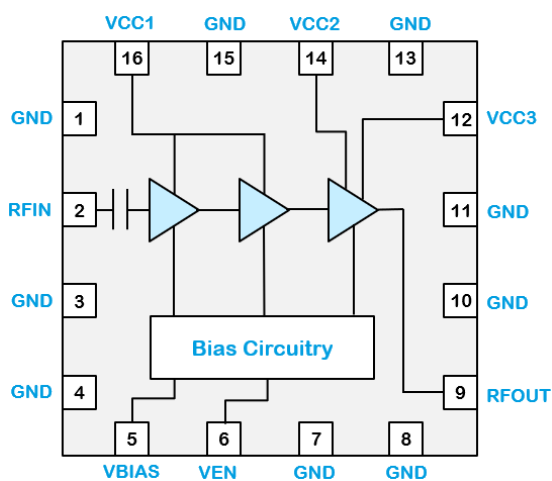 VCC1 GND VCC2 GND
16 15 14 13
GND 1 12 VCC3
RFIN 2 11 GND
GND 3 10 GND
Bias Circuitry
GND 4 9 RFOUT
5 6 7 8
VBIAS VEN GND GND